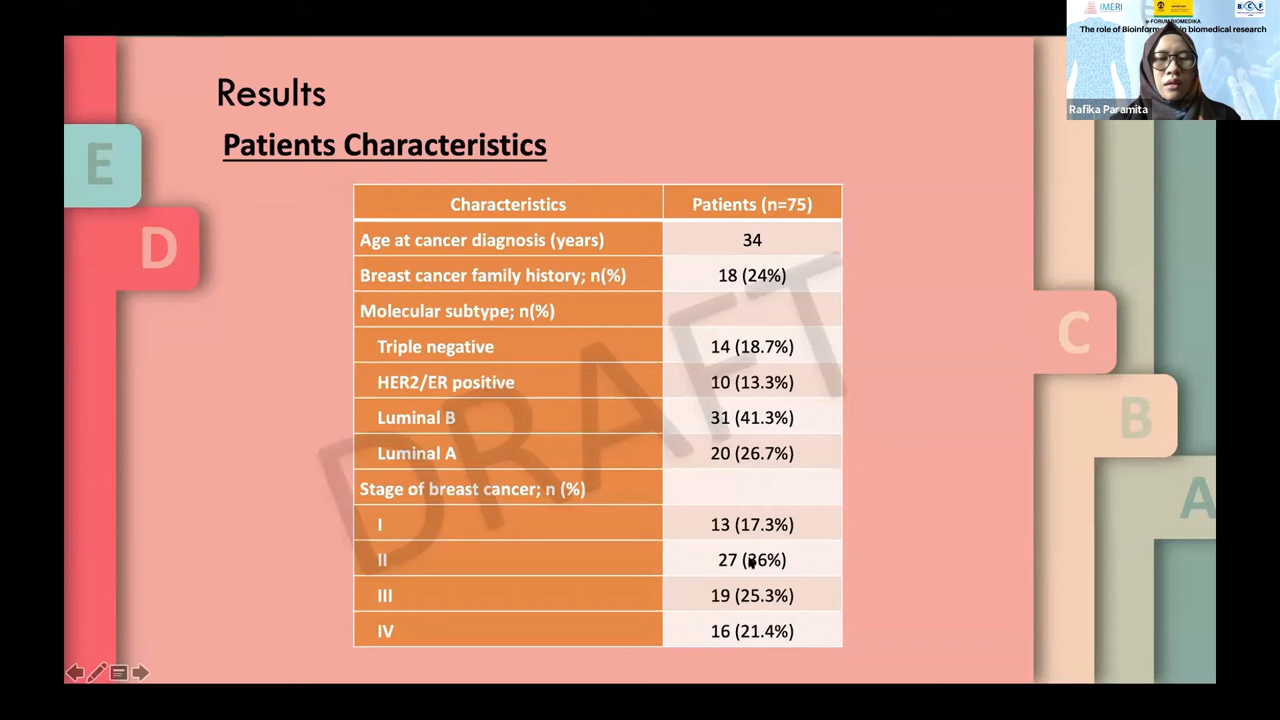 IMERI
e-FORUM BIOMEDIKA
The role of Bioinform in biomedical research
Rafika Paramita
Results
Patients Characteristics
E
D
C
B
A
Characteristics Patients (n=75)
Age at cancer diagnosis (years) 34
Breast cancer family history; n(%) 18 (24%)
Molecular subtype; n(%)
Triple negative 14 (18.7%)
HER2/ER positive 10 (13.3%)
Luminal B 31 (41.3%)
Luminal A 20 (26.7%)
Stage of breast cancer; n (%)
I 13 (17.3%)
II 27 (36%)
III 19 (25.3%)
IV 16 (21.4%)
DRAFT